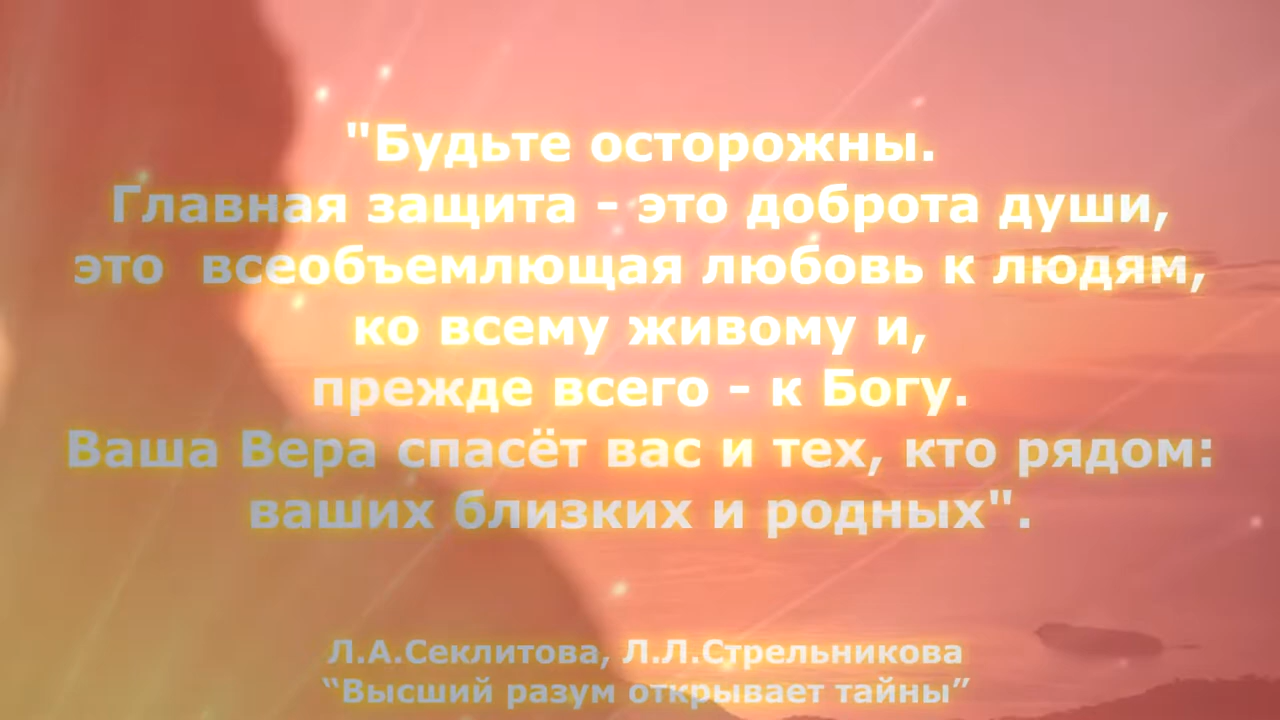 "Будьте осторожны.
Главная защита - это доброта души,
это  всеобъемлющая любовь к людям,
ко всему живому и,
прежде всего - к Богу.
Ваша Вера спасёт вас и тех, кто рядом:
ваших близких и родных".
Л.А.Секлитова, Л.Л.Стрельникова
“Высший разум открывает тайны”